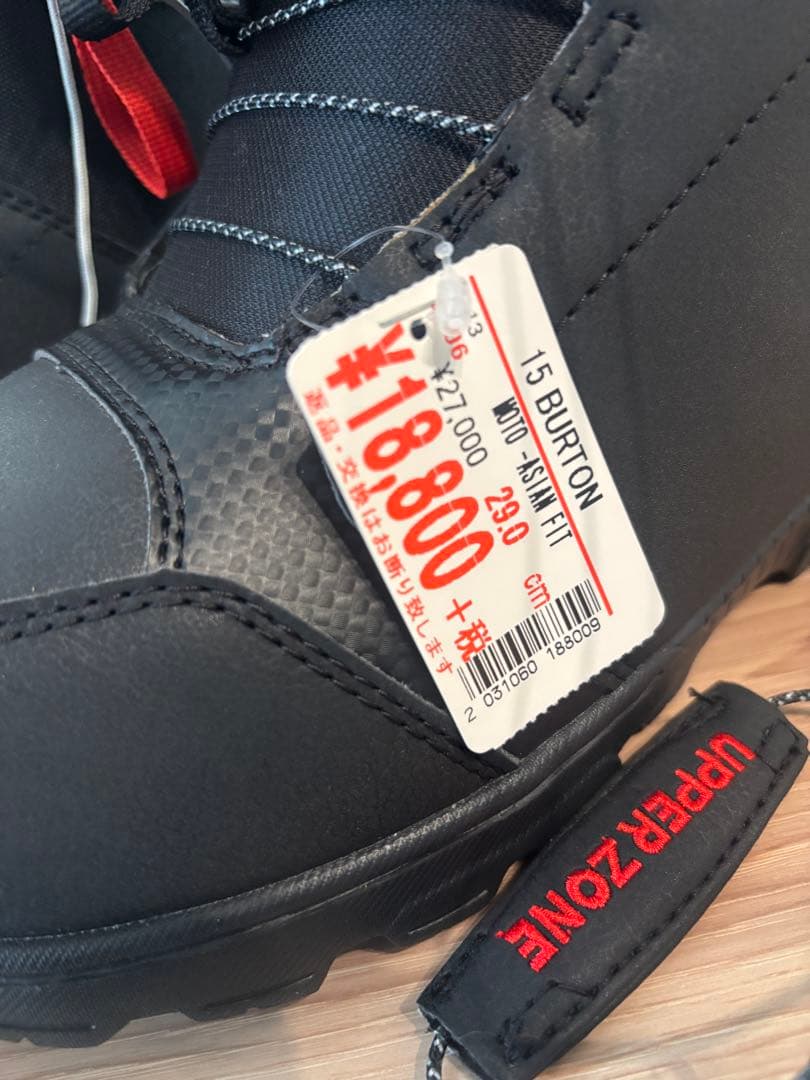 15 BURTON
MOTO -ASIAN FIT
29.0 cm
¥27,000
¥18,800 +税
返品・交換はお断り致します
2 031060 188009
UPPER ZONE